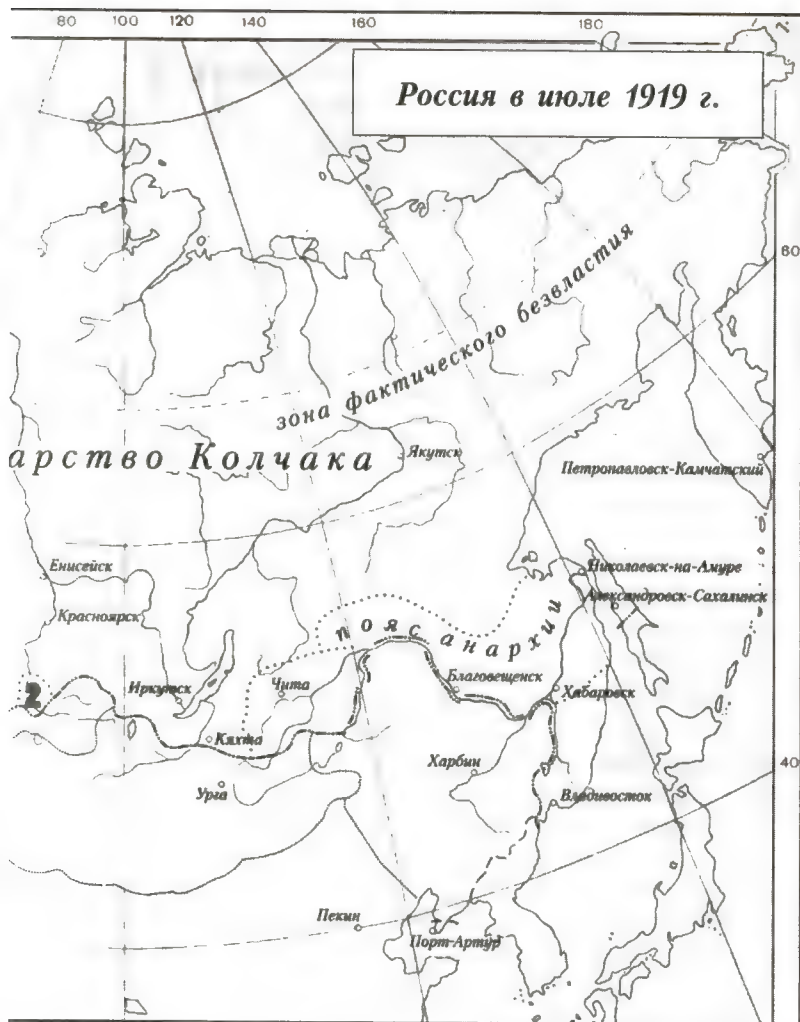 80 100 120 140 160 180
Россия в июле 1919 г.
60
зона фактического безвластия
арство Колчака
Якутск
Петропавловск-Камчатский
Енисейск
Николаевск-на-Амуре
Александровск-Сахалинск
Красноярск
пояс анархии
2
Иркутск
Чита
Благовещенск
Хабаровск
Кяхта
Харбин
40
Урга
Владивосток
Пекин
Порт-Артур